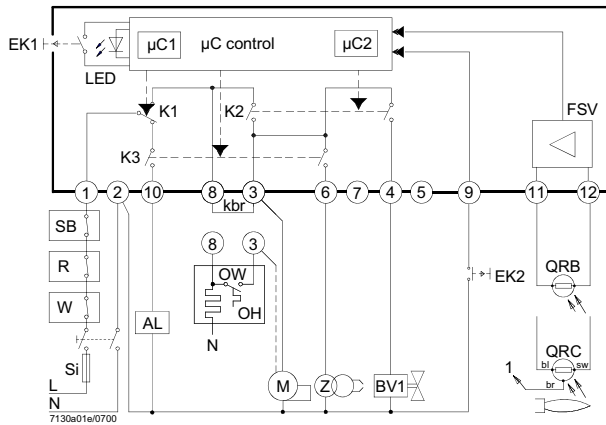 EK1
LED
µC1
µC control
µC2
FSV
K1
K2
K3
1
2
10
8
3
6
7
4
5
9
11
12
kbr
SB
R
W
Si
L
N
AL
8
3
OW
OH
N
M
Z
BV1
EK2
QRB
QRC
bl
sw
br
1
7130a01e/0700